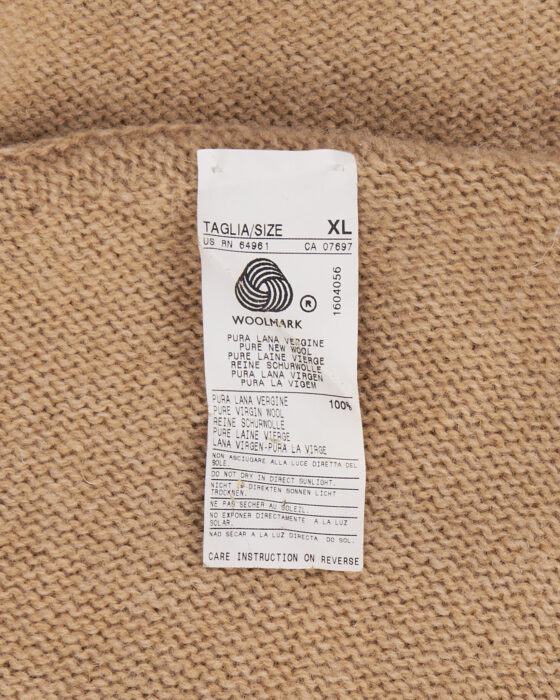 TAGLIA/SIZE XL
US RN 64961 CA 07697
R
WOOLMARK
1604056
PURA LANA VERGINE
PURE NEW WOOL
PURE LAINE VIERGE
REINE SCHURWOLLE
PURA LANA VIRGEN
PURA LA VIGEM
PURA LANA VERGINE 100%
PURE VIRGIN WOOL
REINE SCHURWOLLE
PURE LAINE VIERGE
LANA VIRGEN-PURA LA VIRGE
NON ASCIUGARE ALLA LUCE DIRETTA DEL
SOLE.
DO NOT DRY IN DIRECT SUNLIGHT.
NICHT DIREKTEN SONNEN LICHT
TROCKNEN.
NE PAS SECHER AU SOLEIL.
NO EXPONER DIRECTAMENTE A LA LUZ
SOLAR.
NAO SECAR A LA LUZ DIRECTA DO SOL.
CARE INSTRUCTION ON REVERSE